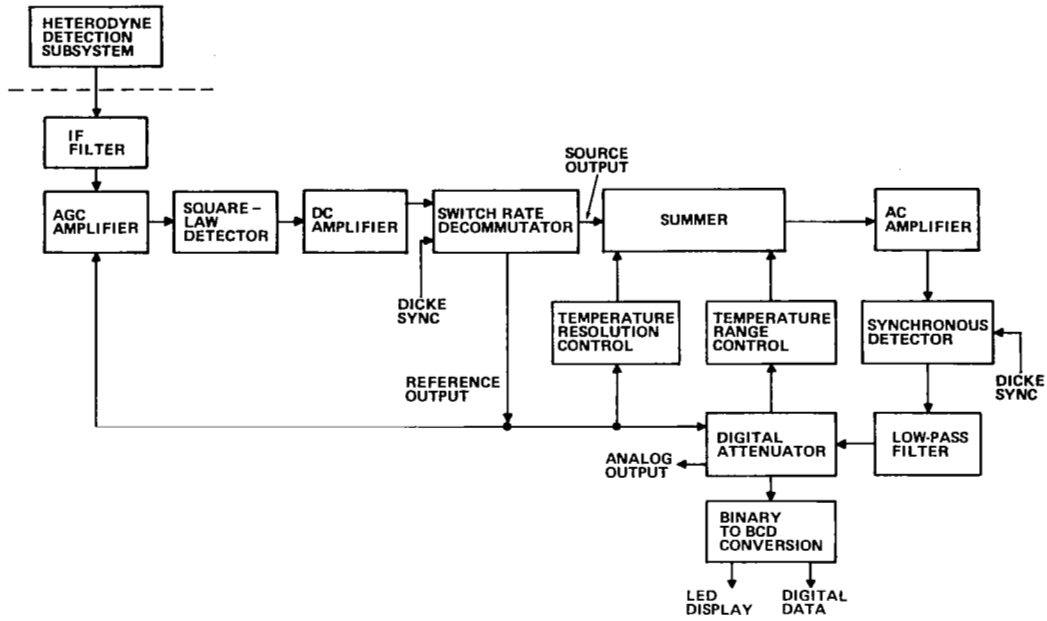 HETERODYNE
DETECTION
SUBSYSTEM
IF
FILTER
AGC
AMPLIFIER
SQUARE –
LAW
DETECTOR
DC
AMPLIFIER
SWITCH RATE
DECOMMUTATOR
SOURCE
OUTPUT
SUMMER
AC
AMPLIFIER
DICKE
SYNC
TEMPERATURE
RESOLUTION
CONTROL
TEMPERATURE
RANGE
CONTROL
SYNCHRONOUS
DETECTOR
DICKE
SYNC
REFERENCE
OUTPUT
DIGITAL
ATTENUATOR
LOW-PASS
FILTER
ANALOG
OUTPUT
BINARY
TO BCD
CONVERSION
LED
DISPLAY
DIGITAL
DATA